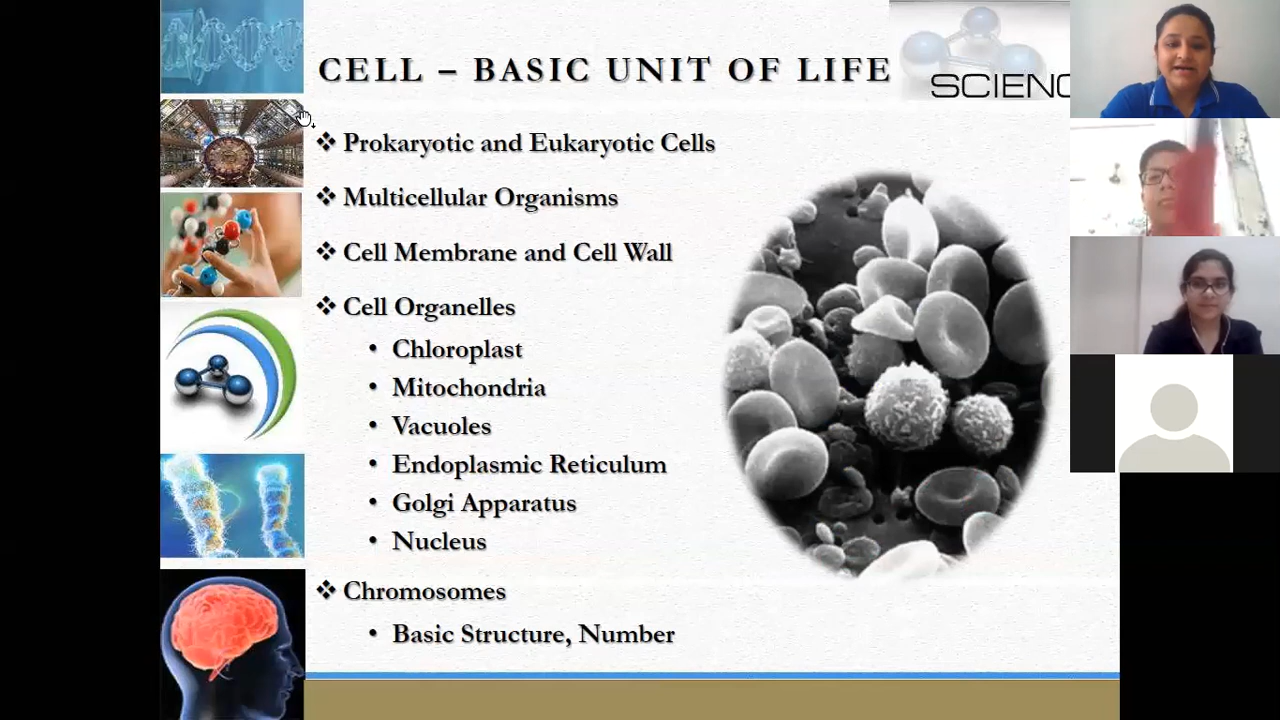 CELL – BASIC UNIT OF LIFE
SCIENC
❖ Prokaryotic and Eukaryotic Cells
❖ Multicellular Organisms
❖ Cell Membrane and Cell Wall
❖ Cell Organelles
• Chloroplast
• Mitochondria
• Vacuoles
• Endoplasmic Reticulum
• Golgi Apparatus
• Nucleus
❖ Chromosomes
• Basic Structure, Number